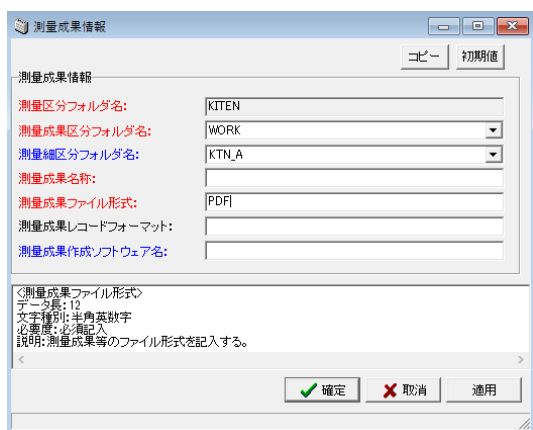 測量成果情報
コピー 初期値
測量成果情報
測量区分フォルダ名: KITEN
測量成果区分フォルダ名: WORK
測量細区分フォルダ名: KTN_A
測量成果名称:
測量成果ファイル形式: PDF
測量成果レコードフォーマット:
測量成果作成ソフトウェア名:
<測量成果ファイル形式>
データ長:12
文字種別:半角英数字
必要度:必須記入
説明:測量成果等のファイル形式を記入する。
確定 取消 適用